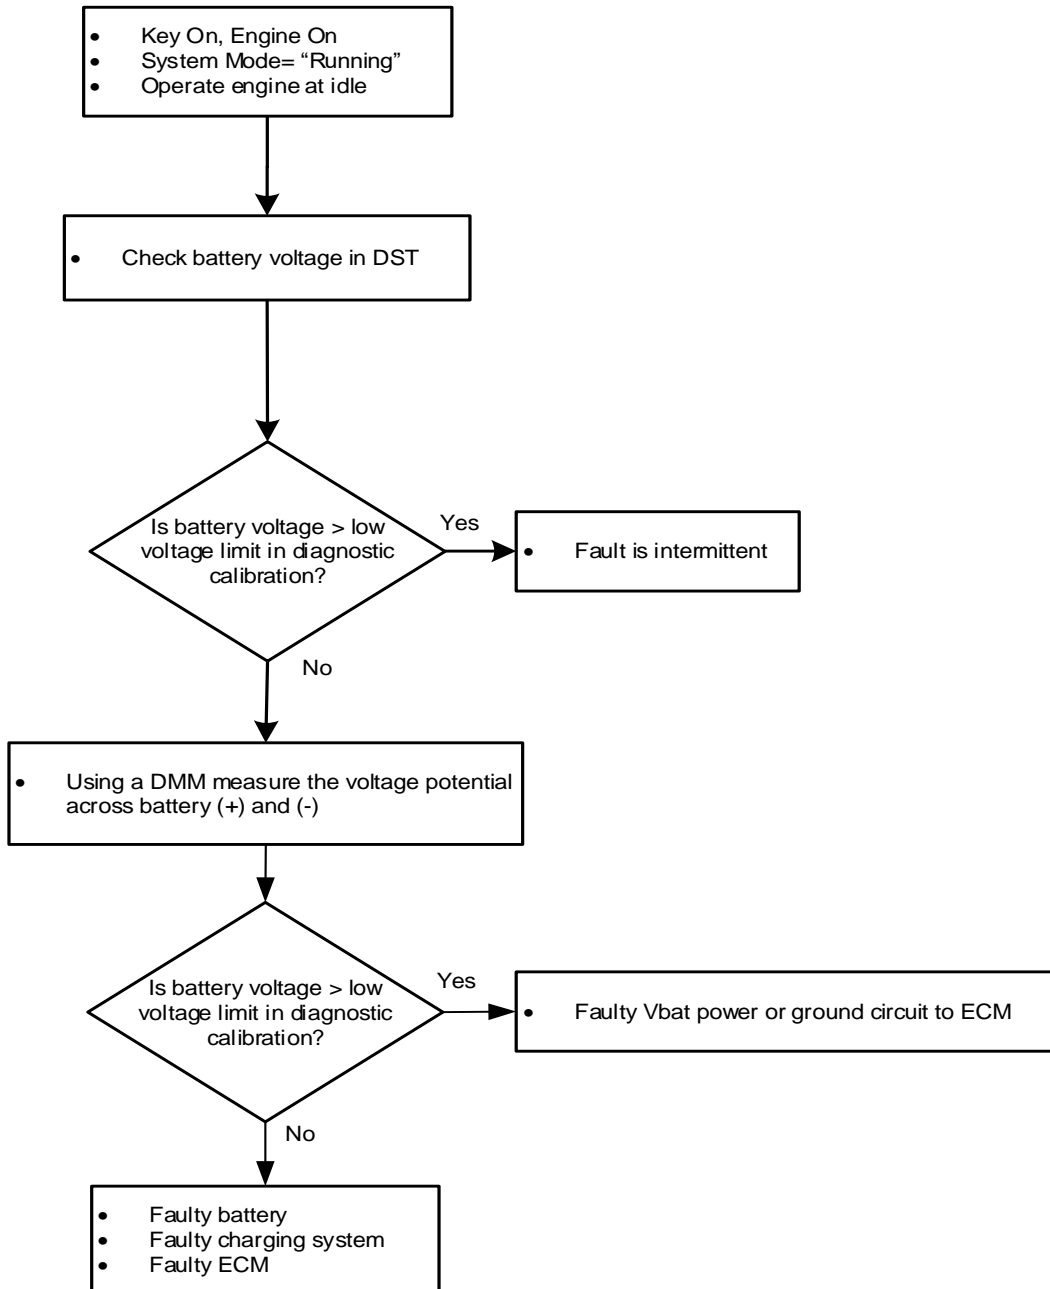 • Key On, Engine On
• System Mode= “Running”
• Operate engine at idle
• Check battery voltage in DST
Is battery voltage > low
voltage limit in diagnostic
calibration?
Yes
• Fault is intermittent
No
• Using a DMM measure the voltage potential
across battery (+) and (-)
Is battery voltage > low
voltage limit in diagnostic
calibration?
Yes
• Faulty Vbat power or ground circuit to ECM
No
• Faulty battery
• Faulty charging system
• Faulty ECM